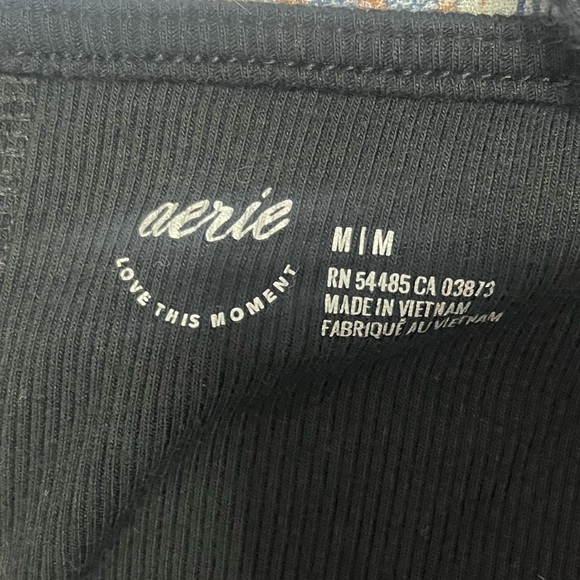 aerie
LOVE THIS MOMENT
M | M
RN 54485 CA 03873
MADE IN VIETNAM
FABRIQUÉ AU VIETNAM